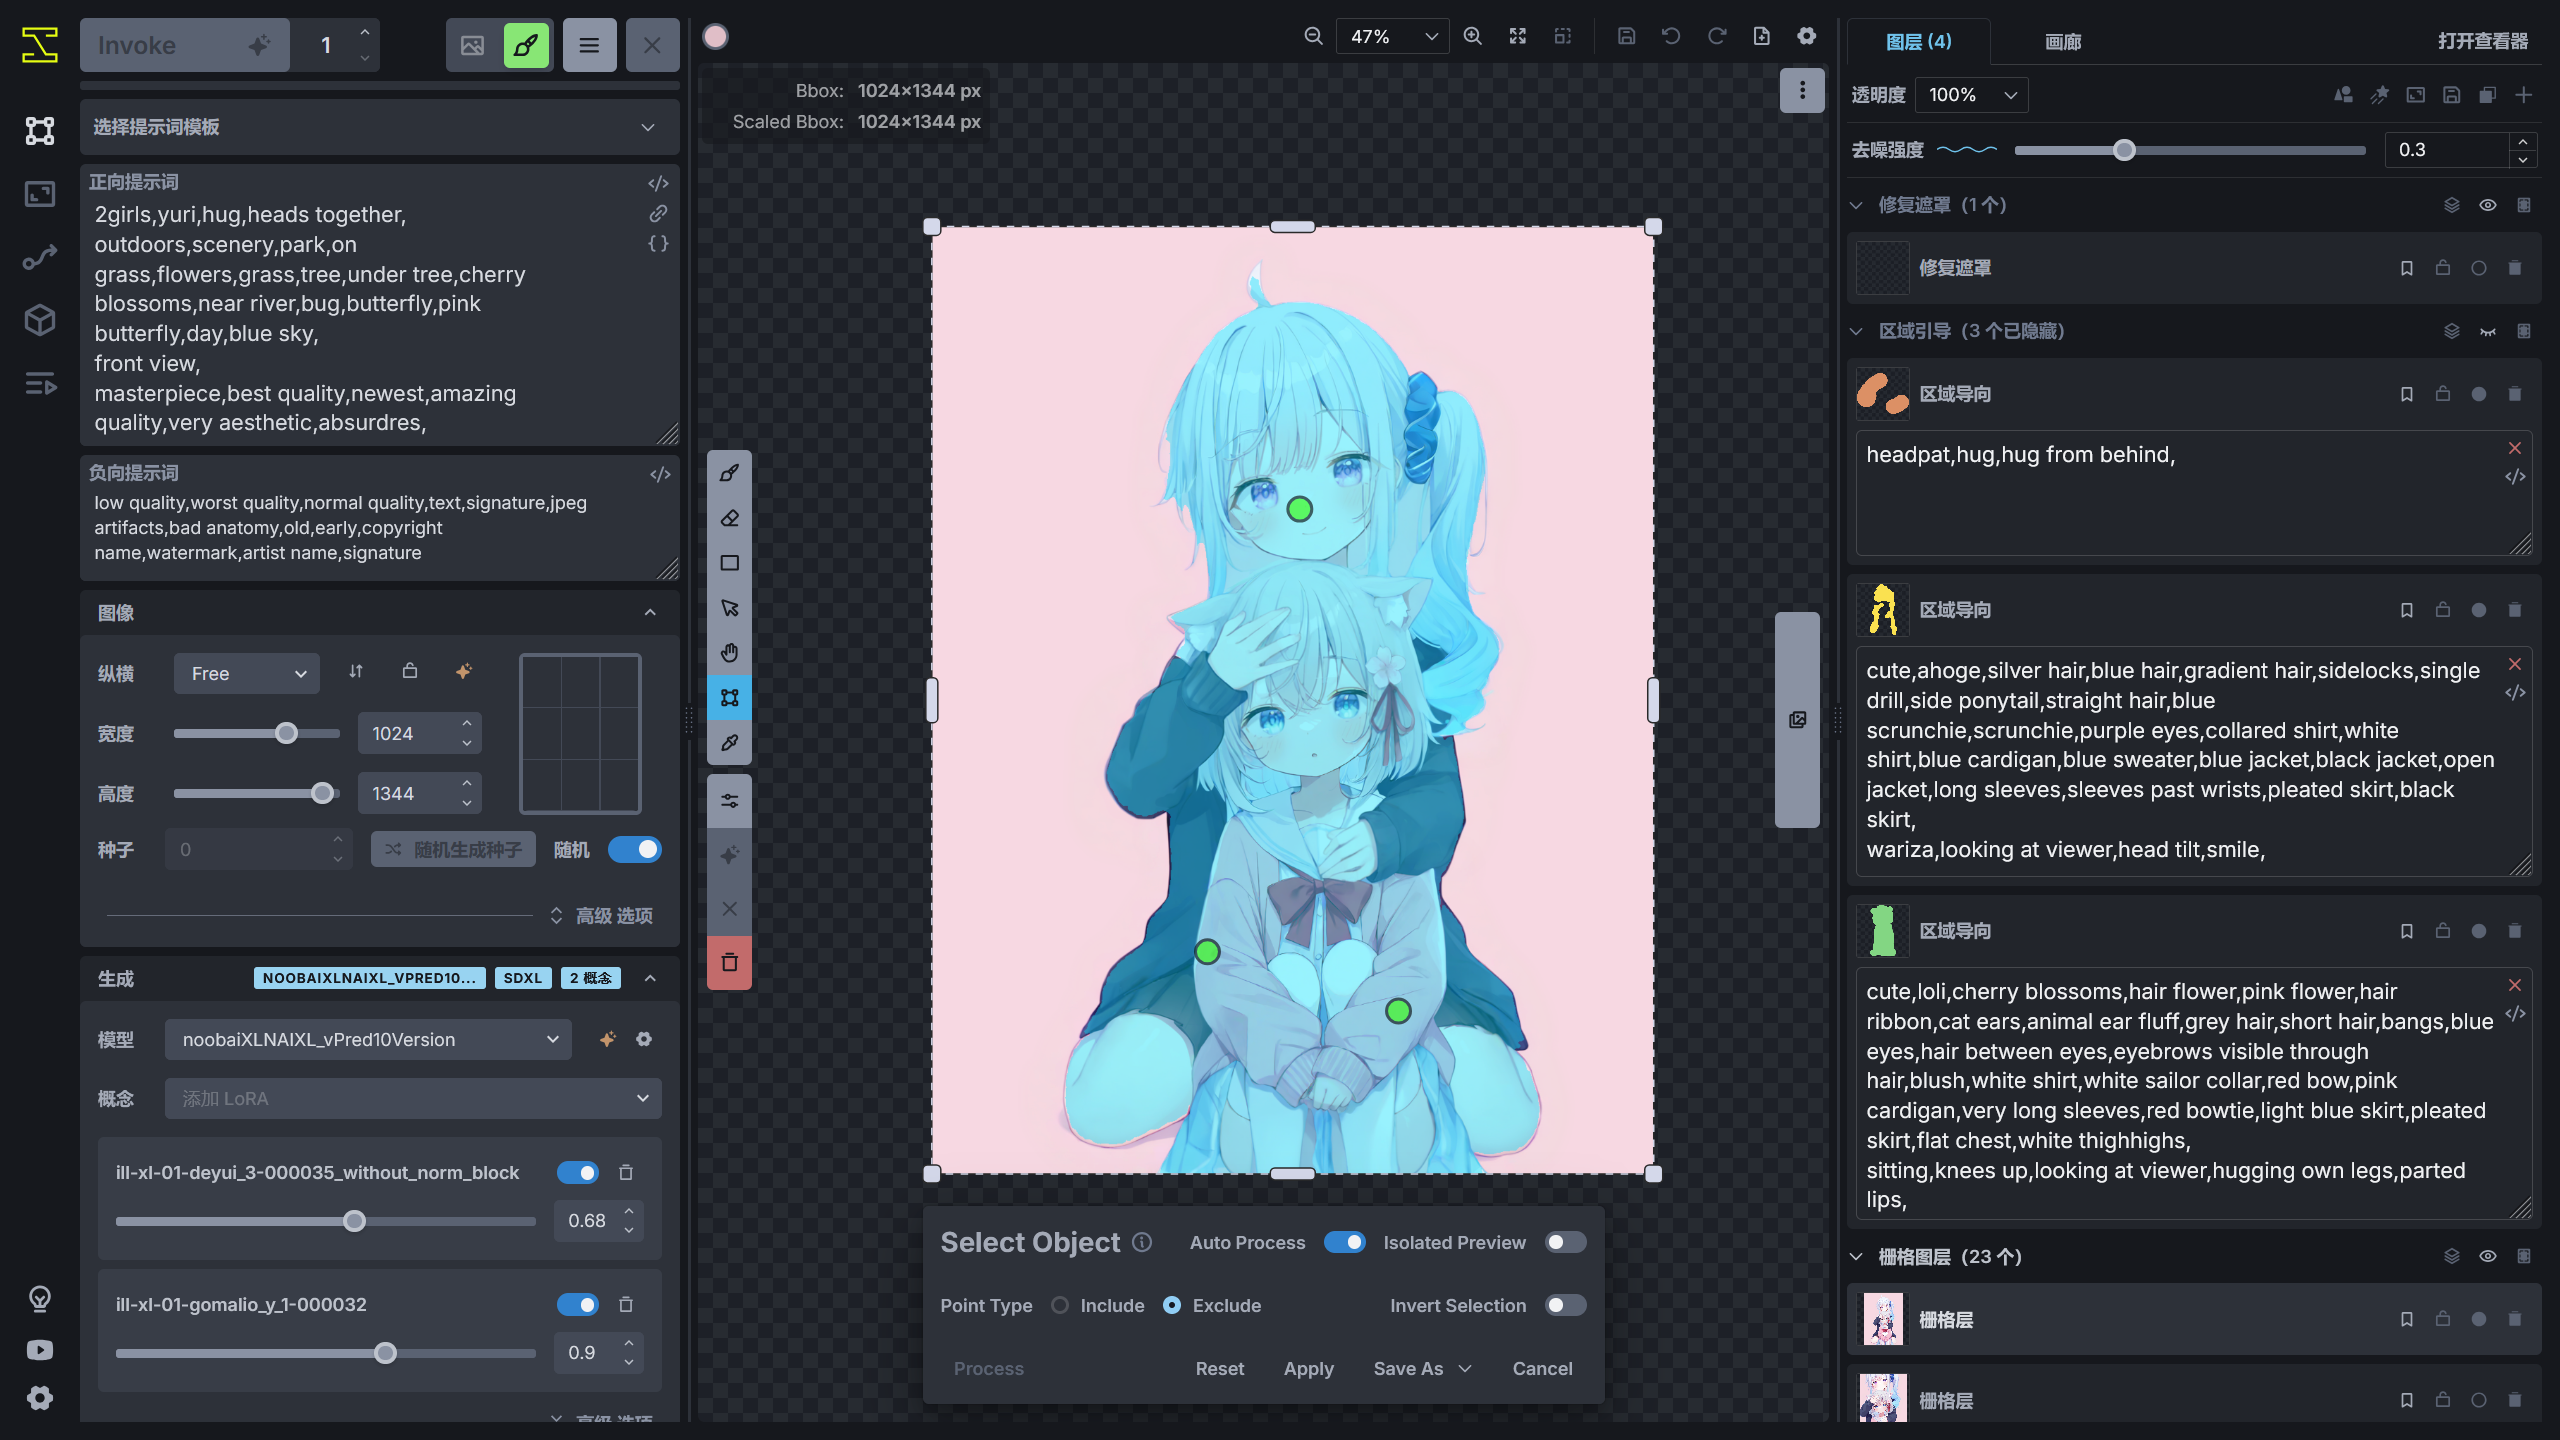 Invoke
1
选择提示词模板
正向提示词
2girls,yuri,hug,heads together,
outdoors,scenery,park,on
grass,flowers,grass,tree,under tree,cherry
blossoms,near river,bug,butterfly,pink
butterfly,day,blue sky,
front view,
masterpiece,best quality,newest,amazing
quality,very aesthetic,absurdres,
负向提示词
low quality,worst quality,normal quality,text,signature,jpeg
artifacts,bad anatomy,old,early,copyright
name,watermark,artist name,signature
图像
纵横
Free
宽度
1024
高度
1344
种子
0
随机生成种子
随机
高级 选项
生成
NOOBAIXLNAIXL_VPRED10...
SDXL
2 概念
模型
noobaiXLNAIXL_vPred10Version
概念
添加 LoRA
ill-xl-01-deyui_3-000035_without_norm_block
0.68
ill-xl-01-gomalio_y_1-000032
0.9
高级 选项
47%
Bbox: 1024×1344 px
Scaled Bbox: 1024×1344 px
Select Object
Auto Process
Isolated Preview
Point Type
Include
Exclude
Invert Selection
Process
Reset
Apply
Save As
Cancel
图层 (4)
画廊
打开查看器
透明度
100%
去噪强度
0.3
修复遮罩（1 个）
修复遮罩
区域引导（3 个已隐藏）
区域导向
headpat,hug,hug from behind,
区域导向
cute,ahoge,silver hair,blue hair,gradient hair,sidelocks,single
drill,side ponytail,straight hair,blue
scrunchie,scrunchie,purple eyes,collared shirt,white
shirt,blue cardigan,blue sweater,blue jacket,black jacket,open
jacket,long sleeves,sleeves past wrists,pleated skirt,black
skirt,
wariza,looking at viewer,head tilt,smile,
区域导向
cute,loli,cherry blossoms,hair flower,pink flower,hair
ribbon,cat ears,animal ear fluff,grey hair,short hair,bangs,blue
eyes,hair between eyes,eyebrows visible through
hair,blush,white shirt,white sailor collar,red bow,pink
cardigan,very long sleeves,red bowtie,light blue skirt,pleated
skirt,flat chest,white thighhighs,
sitting,knees up,looking at viewer,hugging own legs,parted
lips,
栅格图层（23 个）
栅格层
栅格层